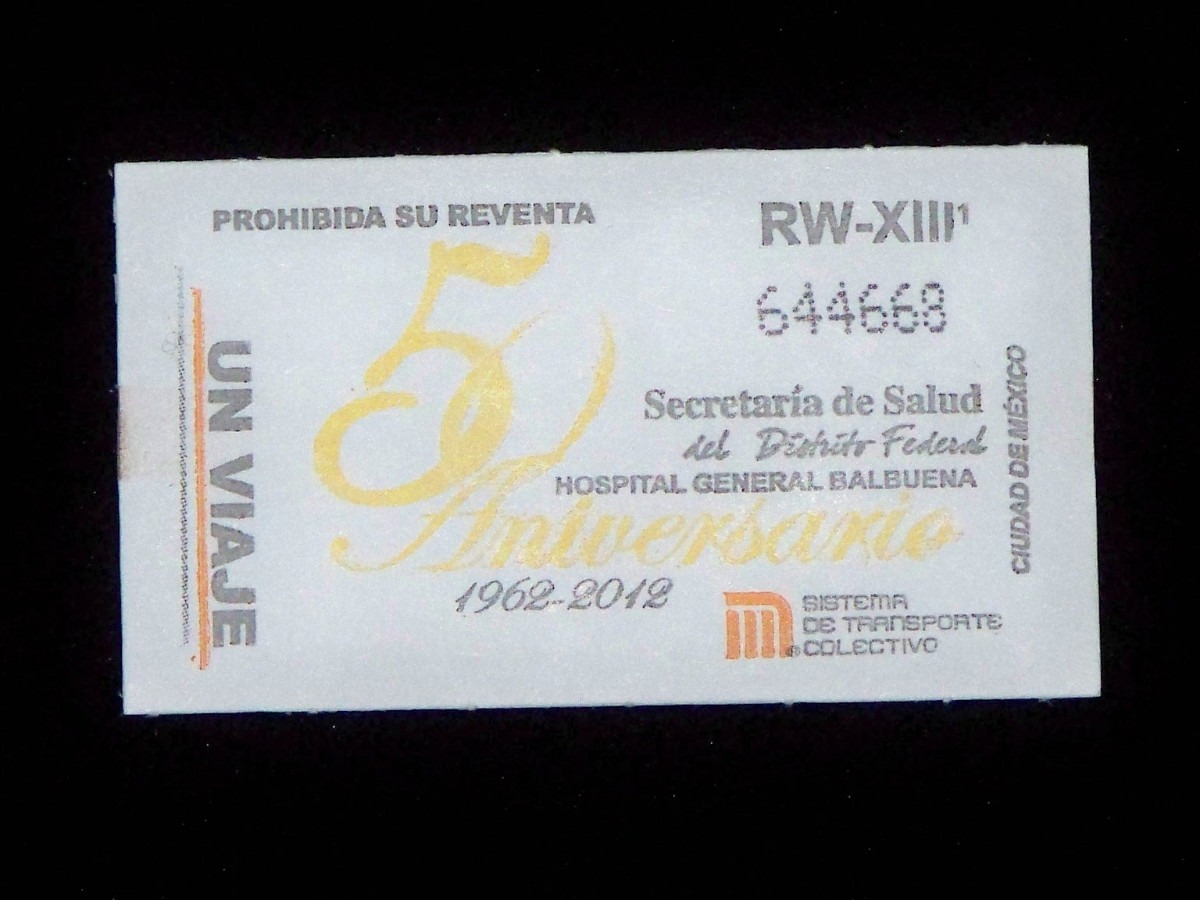 PROHIBIDA SU REVENTA
RW-XIII¹
644668
UN VIAJE
50
Secretaría de Salud
del Distrito Federal
HOSPITAL GENERAL BALBUENA
Aniversario
1962-2012
CIUDAD DE MÉXICO
SISTEMA
DE TRANSPORTE
COLECTIVO